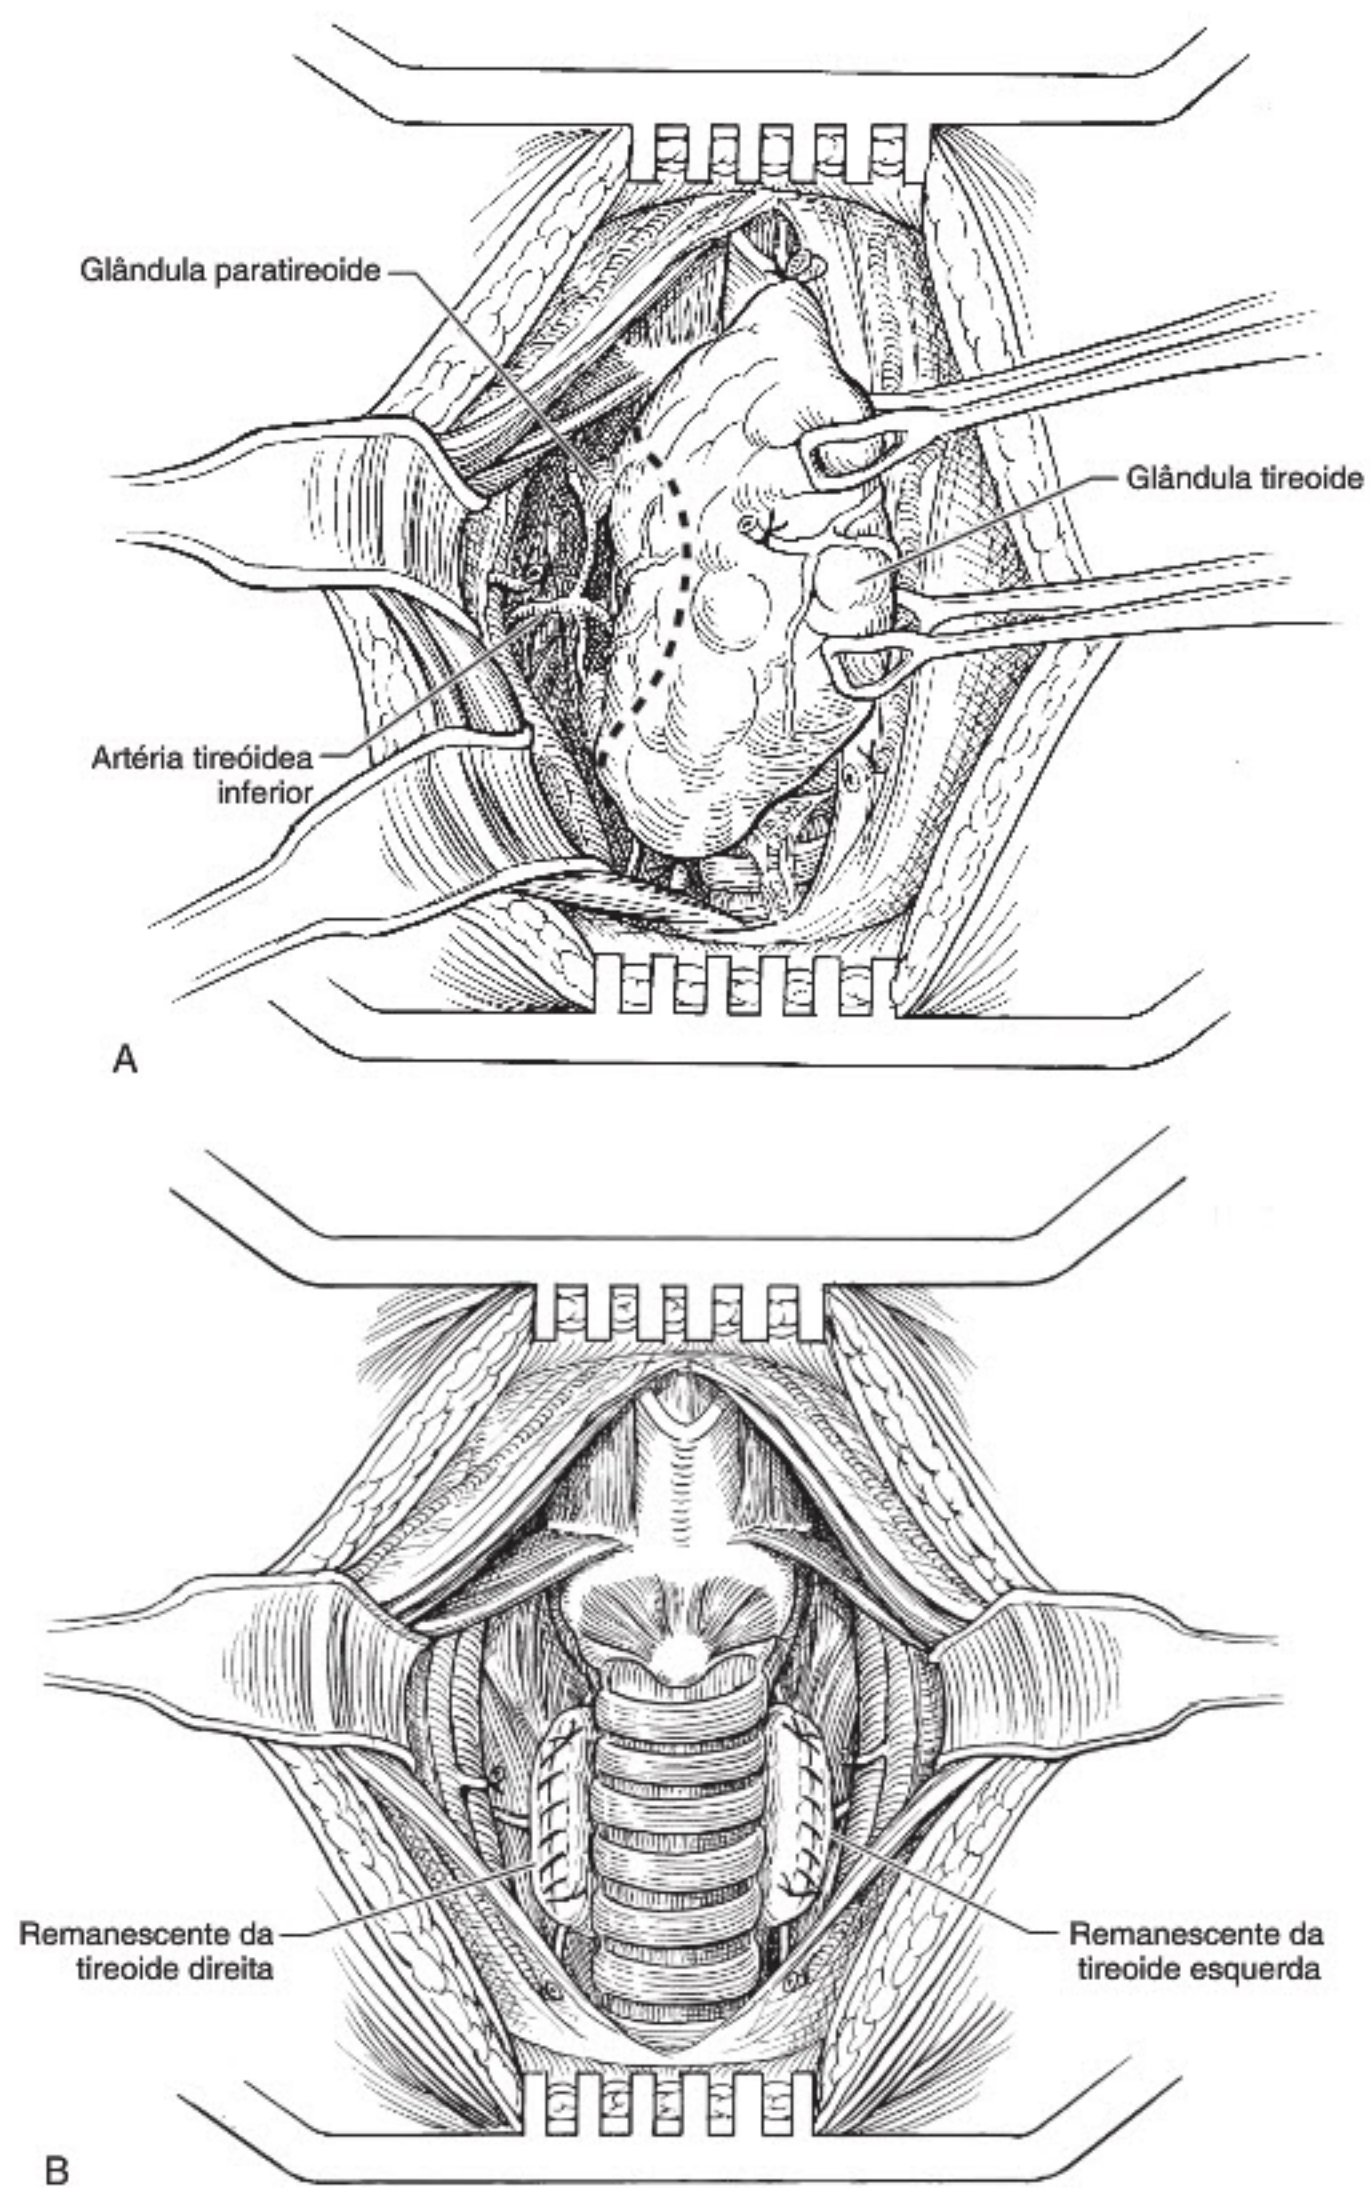 Glândula paratireoide
Glândula tireoide
Artéria tireóidea
inferior
A
Remanescente da
tireoide direita
Remanescente da
tireoide esquerda
B